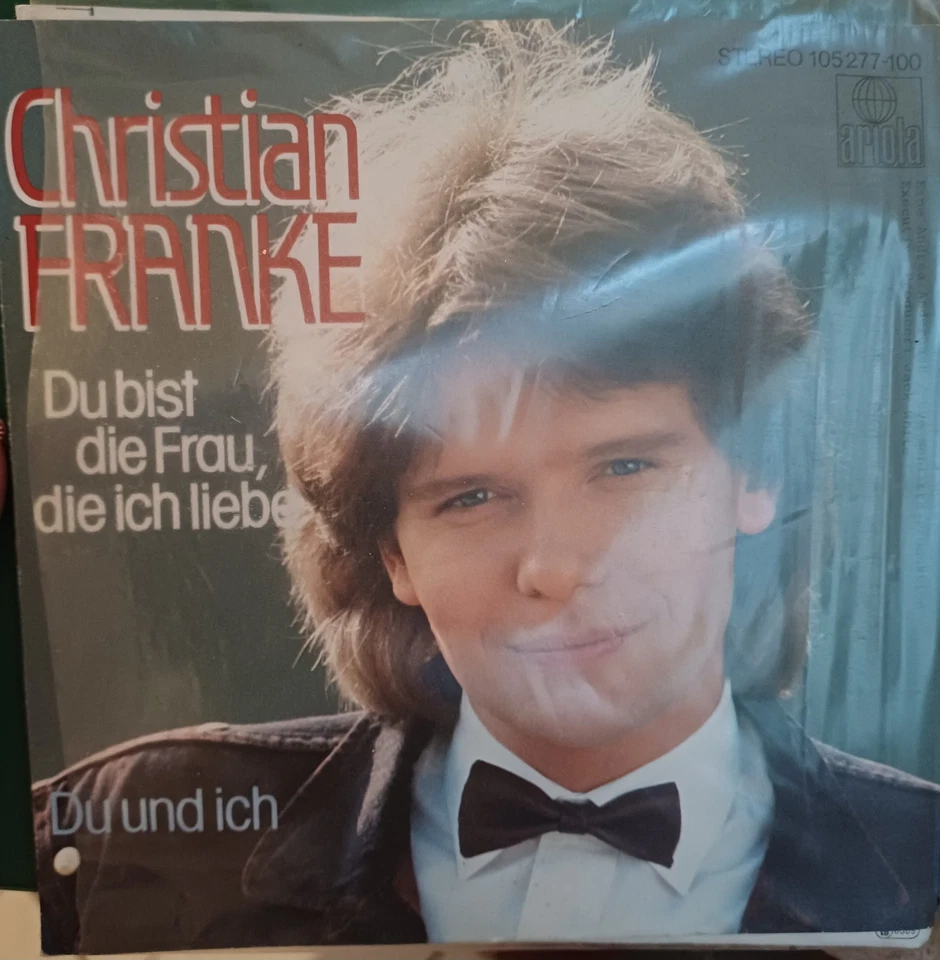 STEREO 105 277-100
ariola
Christian
FRANKE
Du bist
die Frau,
die ich liebe
Du und ich